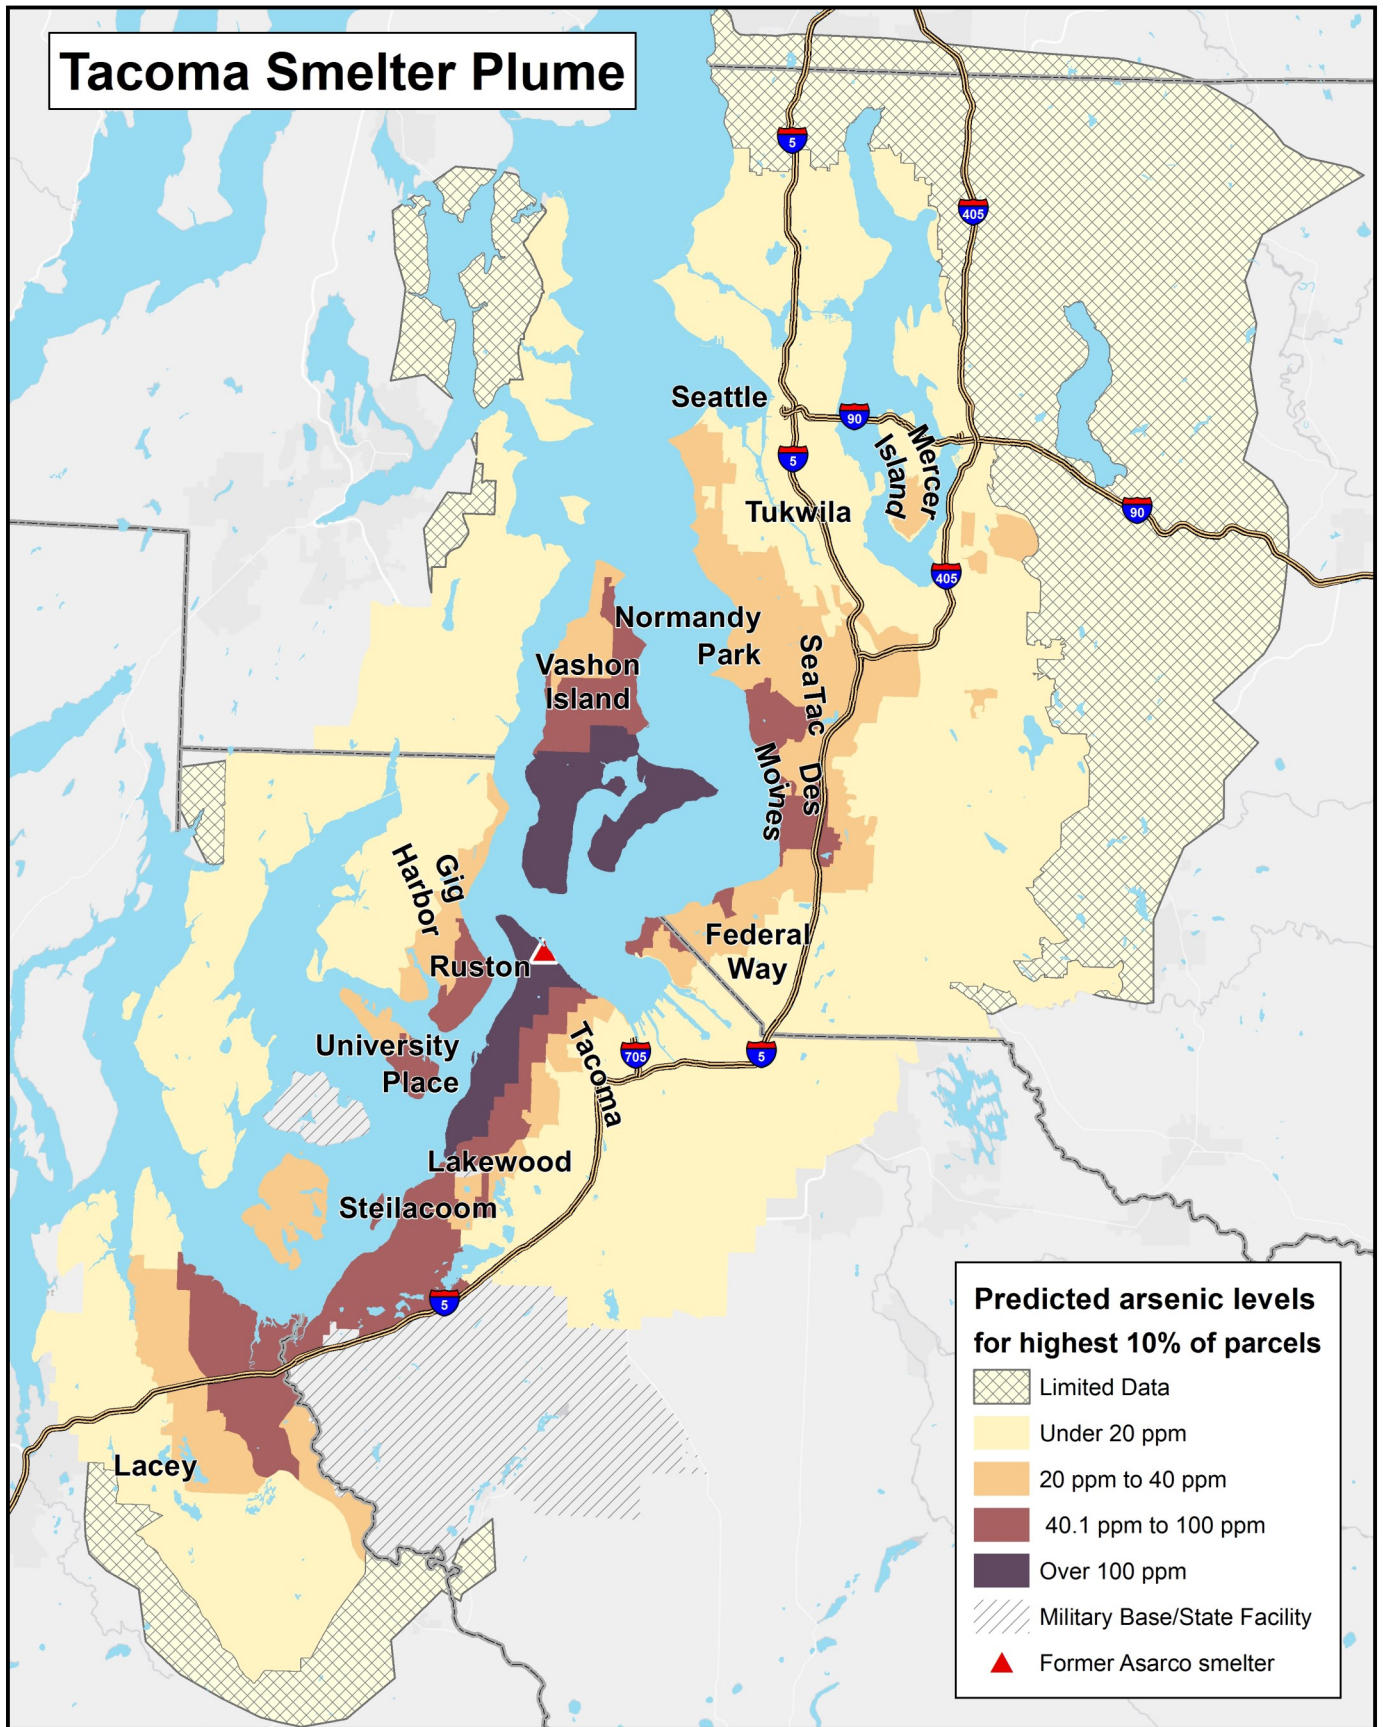 Tacoma Smelter Plume
5
405
Seattle
90
Mercer
Island
5
Tukwila
90
405
Normandy
Park
Vashon
Island
SeaTac
Des
Moines
Gig
Harbor
Federal
Way
Ruston
Tacoma
University
Place
705
5
Lakewood
Steilacoom
5
Lacey
Predicted arsenic levels
for highest 10% of parcels
Limited Data
Under 20 ppm
20 ppm to 40 ppm
40.1 ppm to 100 ppm
Over 100 ppm
Military Base/State Facility
Former Asarco smelter